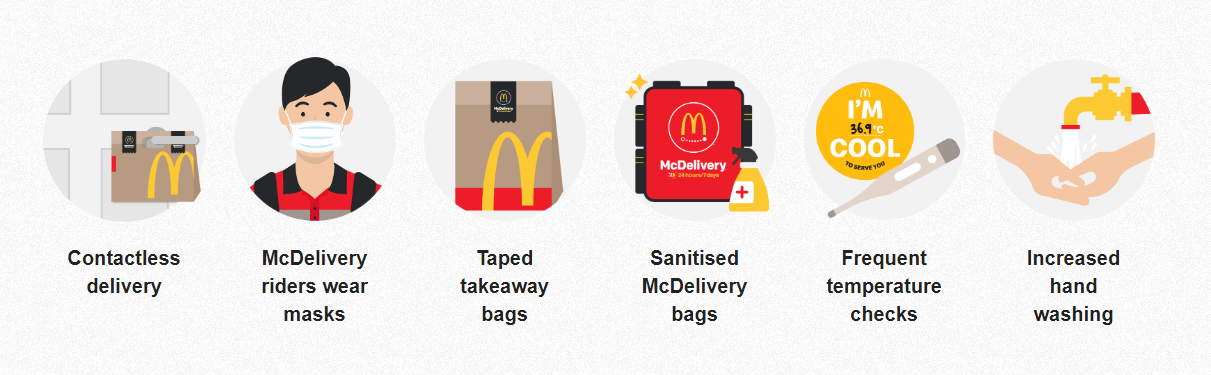 McDelivery
McDelivery
24 hours/7 days
I'M
36.9°C
COOL
TO SERVE YOU
Contactless
delivery
McDelivery
riders wear
masks
Taped
takeaway
bags
Sanitised
McDelivery
bags
Frequent
temperature
checks
Increased
hand
washing